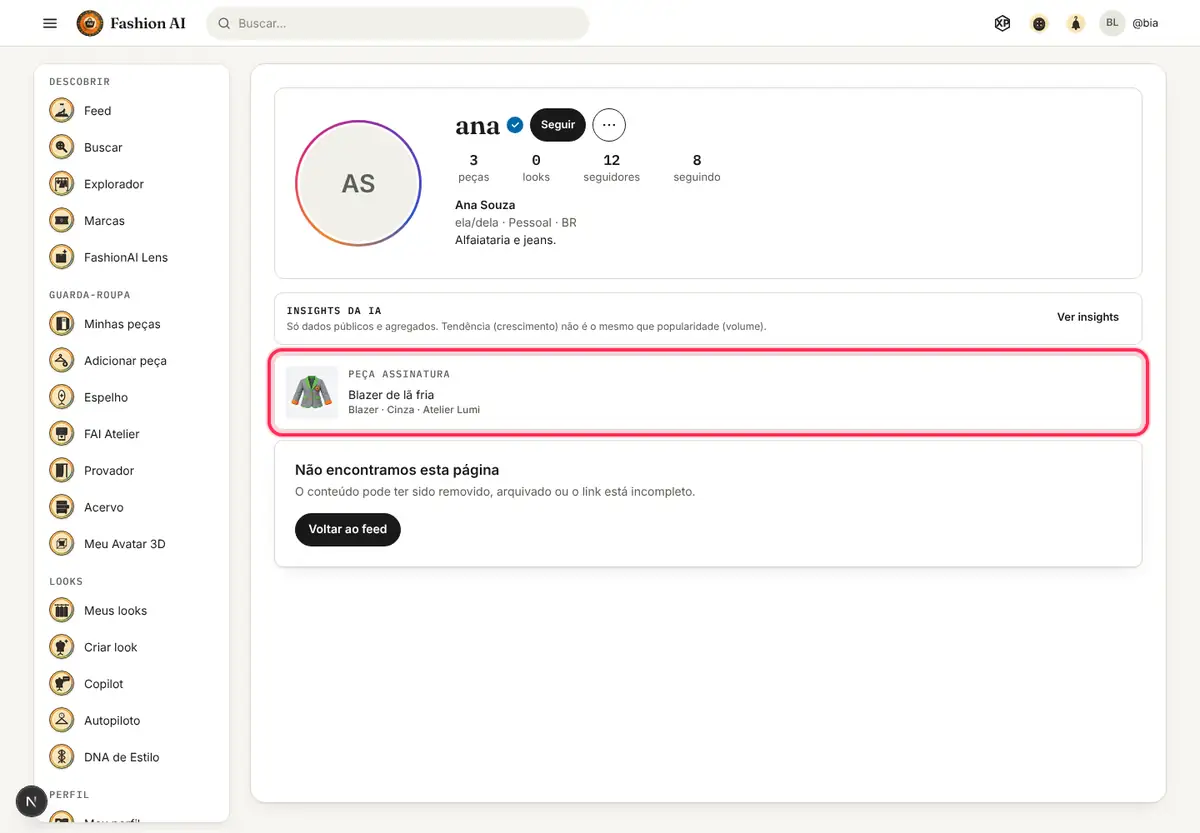 Fashion AI
Buscar...
XP
BL
@bia
DESCOBRIR
Feed
Buscar
Explorador
Marcas
FashionAI Lens
GUARDA-ROUPA
Minhas peças
Adicionar peça
Espelho
FAI Atelier
Provador
Acervo
Meu Avatar 3D
LOOKS
Meus looks
Criar look
Copilot
Autopiloto
DNA de Estilo
PERFIL
Meu perfil
N
AS
ana
Seguir
3 0 12 8
peças looks seguidores seguindo
Ana Souza
ela/dela · Pessoal · BR
Alfaiataria e jeans.
INSIGHTS DA IA
Só dados públicos e agregados. Tendência (crescimento) não é o mesmo que popularidade (volume).
Ver insights
PEÇA ASSINATURA
Blazer de lã fria
Blazer · Cinza · Atelier Lumi
Não encontramos esta página
O conteúdo pode ter sido removido, arquivado ou o link está incompleto.
Voltar ao feed